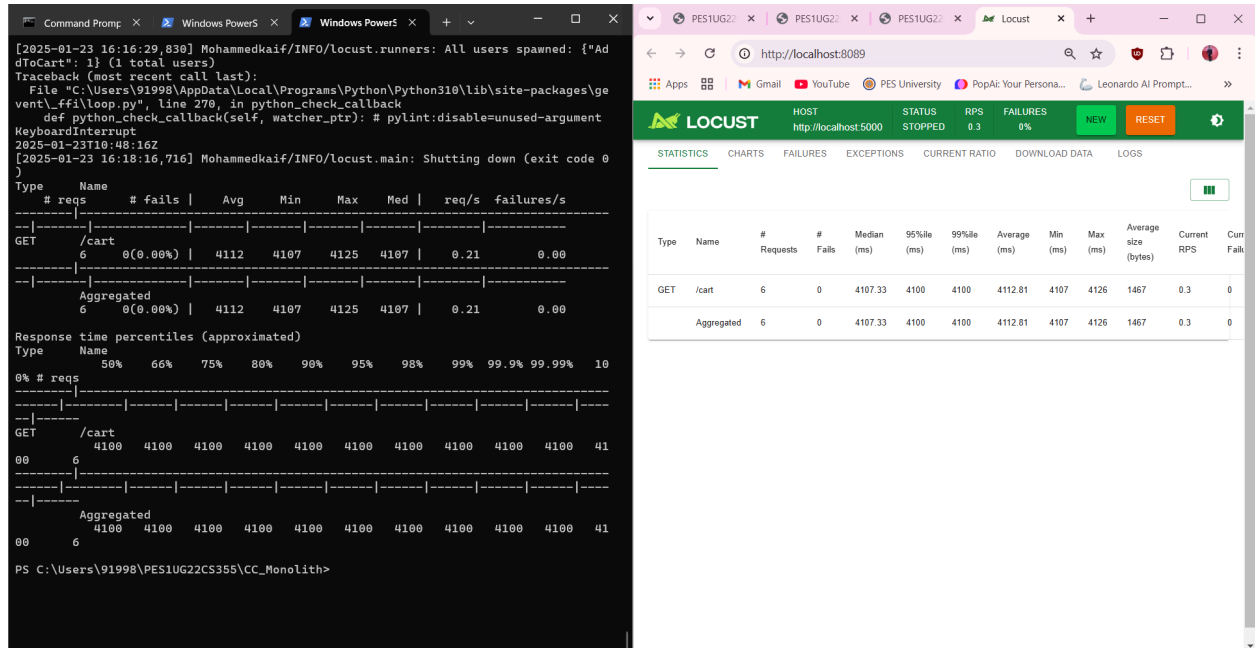 Command Promp
Windows PowerS
Windows PowerS
[2025-01-23 16:16:29,830] Mohammedkaif/INFO/locust.runners: All users spawned: {"Ad
dToCart": 1} (1 total users)
Traceback (most recent call last):
  File "C:\Users\91998\AppData\Local\Programs\Python\Python310\lib\site-packages\ge
vent\_ffi\loop.py", line 270, in python_check_callback
    def python_check_callback(self, watcher_ptr): # pylint:disable=unused-argument
KeyboardInterrupt
2025-01-23T10:48:16Z
[2025-01-23 16:18:16,716] Mohammedkaif/INFO/locust.main: Shutting down (exit code 0
)
Type     Name
    # reqs      # fails |    Avg     Min     Max    Med |   req/s  failures/s
--------|----------------------------------------------------------------------
--|-------|-------------|-------|-------|-------|-------|--------|-----------
GET      /cart
         6     0(0.00%) |   4112    4107    4125   4107 |    0.21        0.00
--------|----------------------------------------------------------------------
--|-------|-------------|-------|-------|-------|-------|--------|-----------
         Aggregated
         6     0(0.00%) |   4112    4107    4125   4107 |    0.21        0.00
Response time percentiles (approximated)
Type     Name
            50%    66%    75%    80%    90%    95%    98%    99%  99.9% 99.99%   10
0% # reqs
--------|----------------------------------------------------------------------
------|--------|------|------|------|------|------|------|------|------|----
--|------
GET      /cart
           4100   4100   4100   4100   4100   4100   4100   4100   4100   4100   41
00      6
--------|----------------------------------------------------------------------
------|--------|------|------|------|------|------|------|------|------|----
--|------
         Aggregated
           4100   4100   4100   4100   4100   4100   4100   4100   4100   4100   41
00      6
PS C:\Users\91998\PES1UG22CS355\CC_Monolith>
PES1UG22
PES1UG22
PES1UG22
Locust
http://localhost:8089
Apps
Gmail
YouTube
PES University
PopAi: Your Persona...
Leonardo AI Prompt...
LOCUST
HOST
http://localhost:5000
STATUS
STOPPED
RPS
0.3
FAILURES
0%
NEW
RESET
STATISTICS CHARTS FAILURES EXCEPTIONS CURRENT RATIO DOWNLOAD DATA LOGS
Type Name # Requests # Fails Median (ms) 95%ile (ms) 99%ile (ms) Average (ms) Min (ms) Max (ms) Average size (bytes) Current RPS Curr Failu
GET /cart 6 0 4107.33 4100 4100 4112.81 4107 4126 1467 0.3 0
Aggregated 6 0 4107.33 4100 4100 4112.81 4107 4126 1467 0.3 0